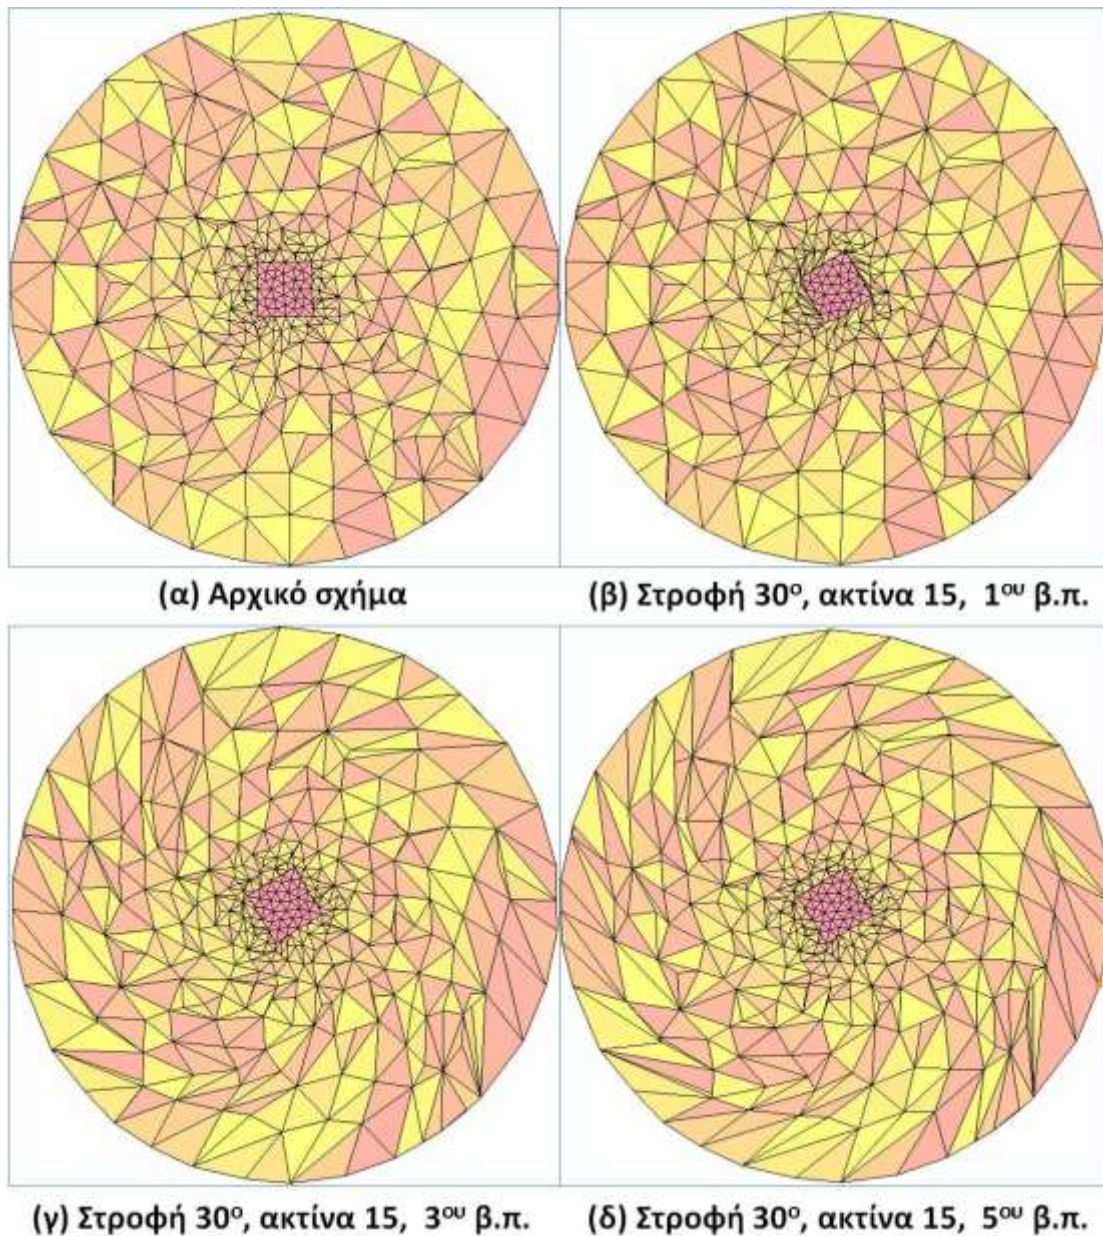 (α) Αρχικό σχήμα
(β) Στροφή 30ο, ακτίνα 15, 1ου β.π.
(γ) Στροφή 30ο, ακτίνα 15, 3ου β.π.
(δ) Στροφή 30ο, ακτίνα 15, 5ου β.π.